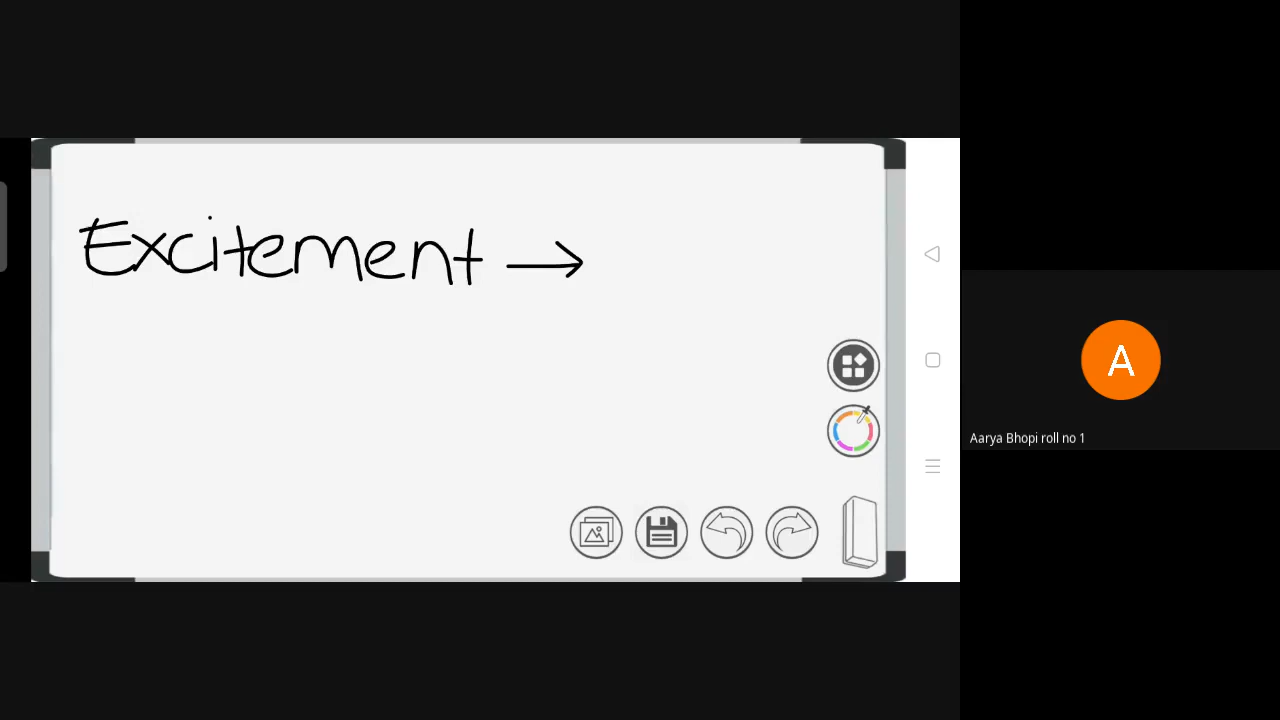 Excitement →
A
Aarya Bhopi roll no 1